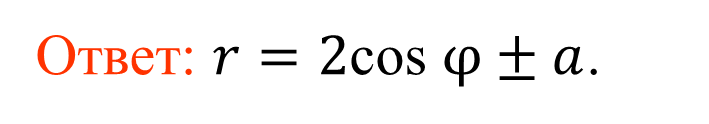 Ответ: r = 2cos φ ± a.